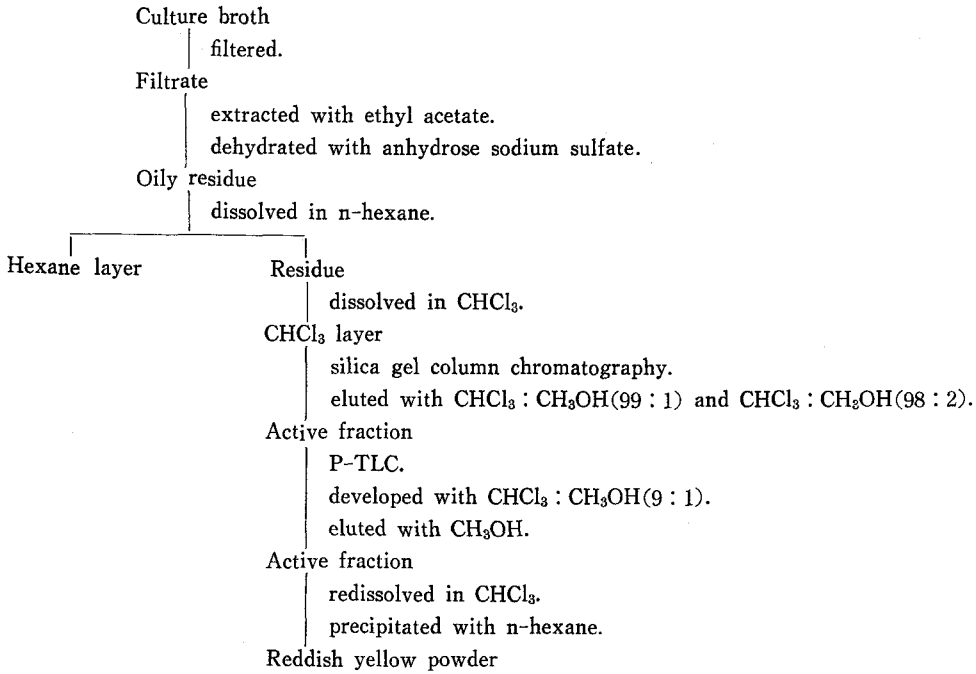 Culture broth
filtered.
Filtrate
extracted with ethyl acetate.
dehydrated with anhydrose sodium sulfate.
Oily residue
dissolved in n-hexane.
Hexane layer Residue
dissolved in CHCl₃.
CHCl₃ layer
silica gel column chromatography.
eluted with CHCl₃ : CH₃OH(99 : 1) and CHCl₃ : CH₃OH(98 : 2).
Active fraction
P-TLC.
developed with CHCl₃ : CH₃OH(9 : 1).
eluted with CH₃OH.
Active fraction
redissolved in CHCl₃.
precipitated with n-hexane.
Reddish yellow powder